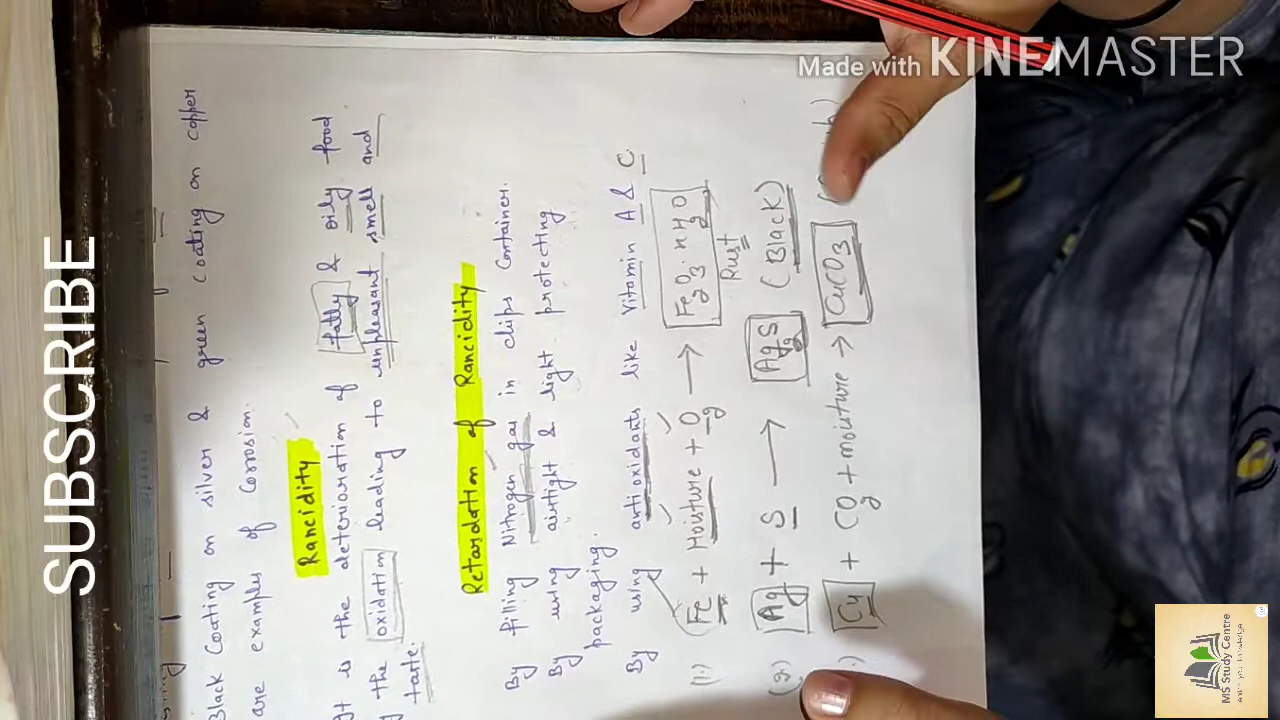 Made with KINEMASTER
SUBSCRIBE
Black Coating on silver & green coating on copper
are examples of Corrosion.
Rancidity
It is the deterioration of fatty & oily food
the oxidation leading to unpleasant smell and
taste.
Retardation of Rancidity
By filling Nitrogen gas in chips Container.
By using airtight & light protecting
packaging.
By using antioxidants like vitamin A & C.
(1.) Fe + Moisture + O2 → Fe2O3.xH2O
Rust
(2.) Ag + S → Ag2S (Black)
Cu + CO2 + moisture → CuCO3
MS Study Centre